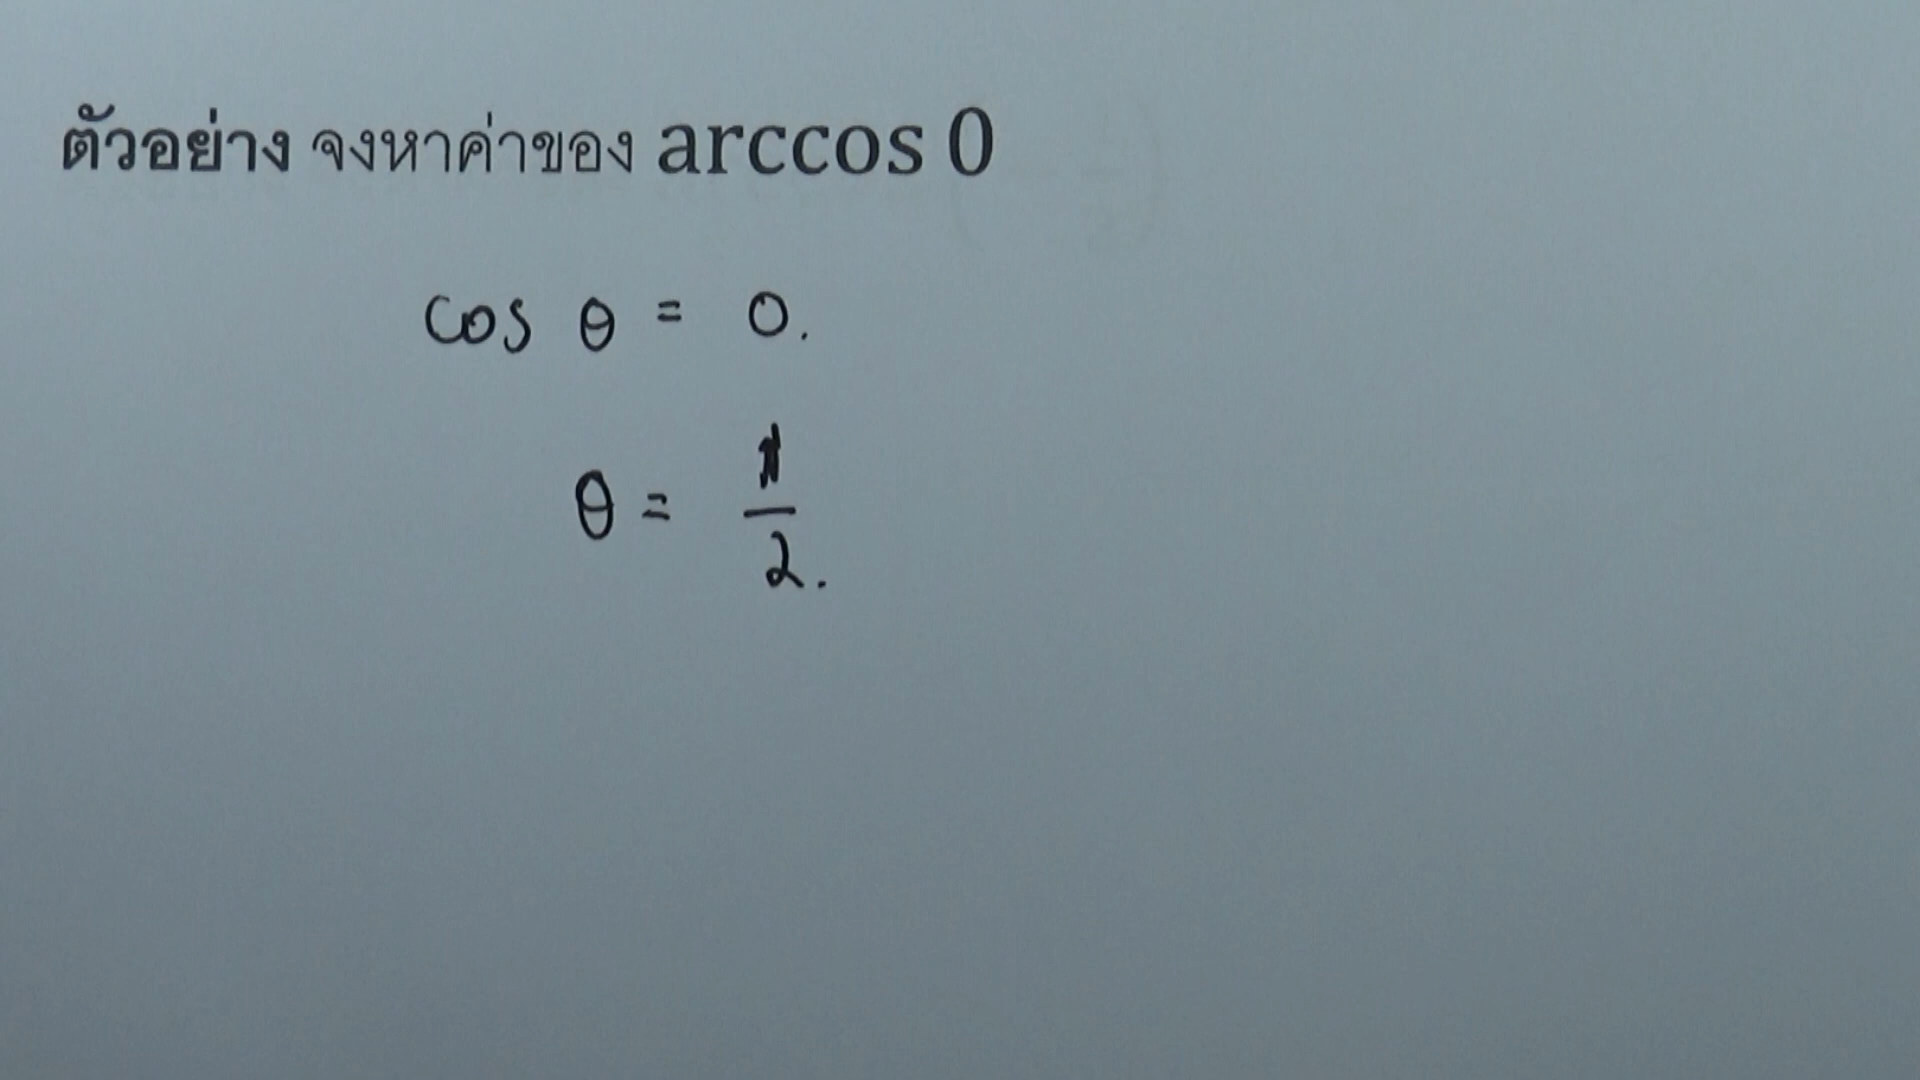 ตัวอย่าง จงหาค่าของ arccos 0
cos θ = 0.
θ = π/2.